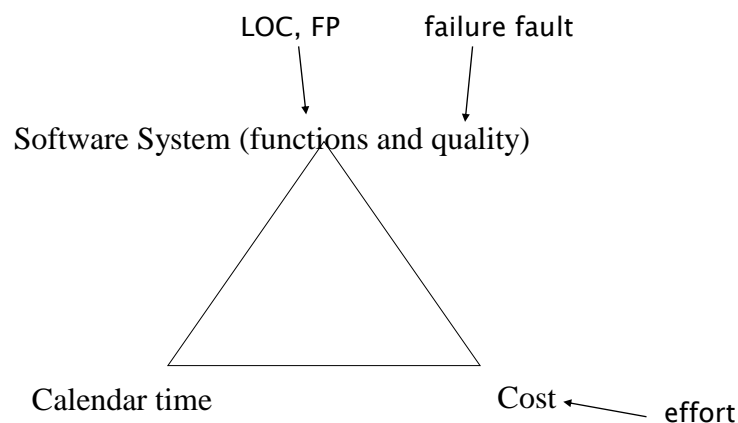 LOC, FP failure fault
Software System (functions and quality)
Calendar time
Cost
effort